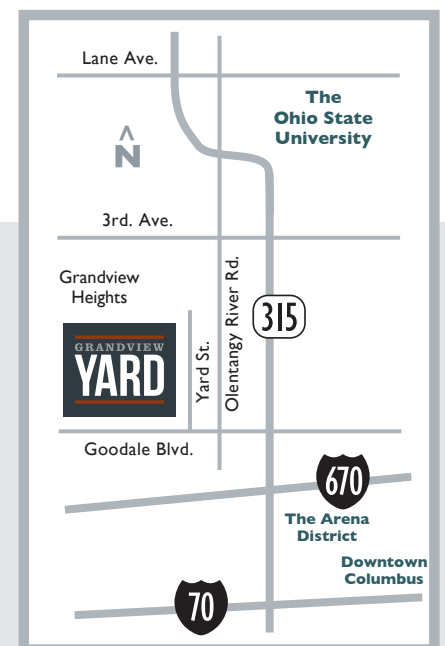 Lane Ave.
The
Ohio State
University
N
3rd. Ave.
Grandview
Heights
GRANDVIEW
YARD
Yard St.
Olentangy River Rd.
315
Goodale Blvd.
670
The Arena
District
Downtown
Columbus
70